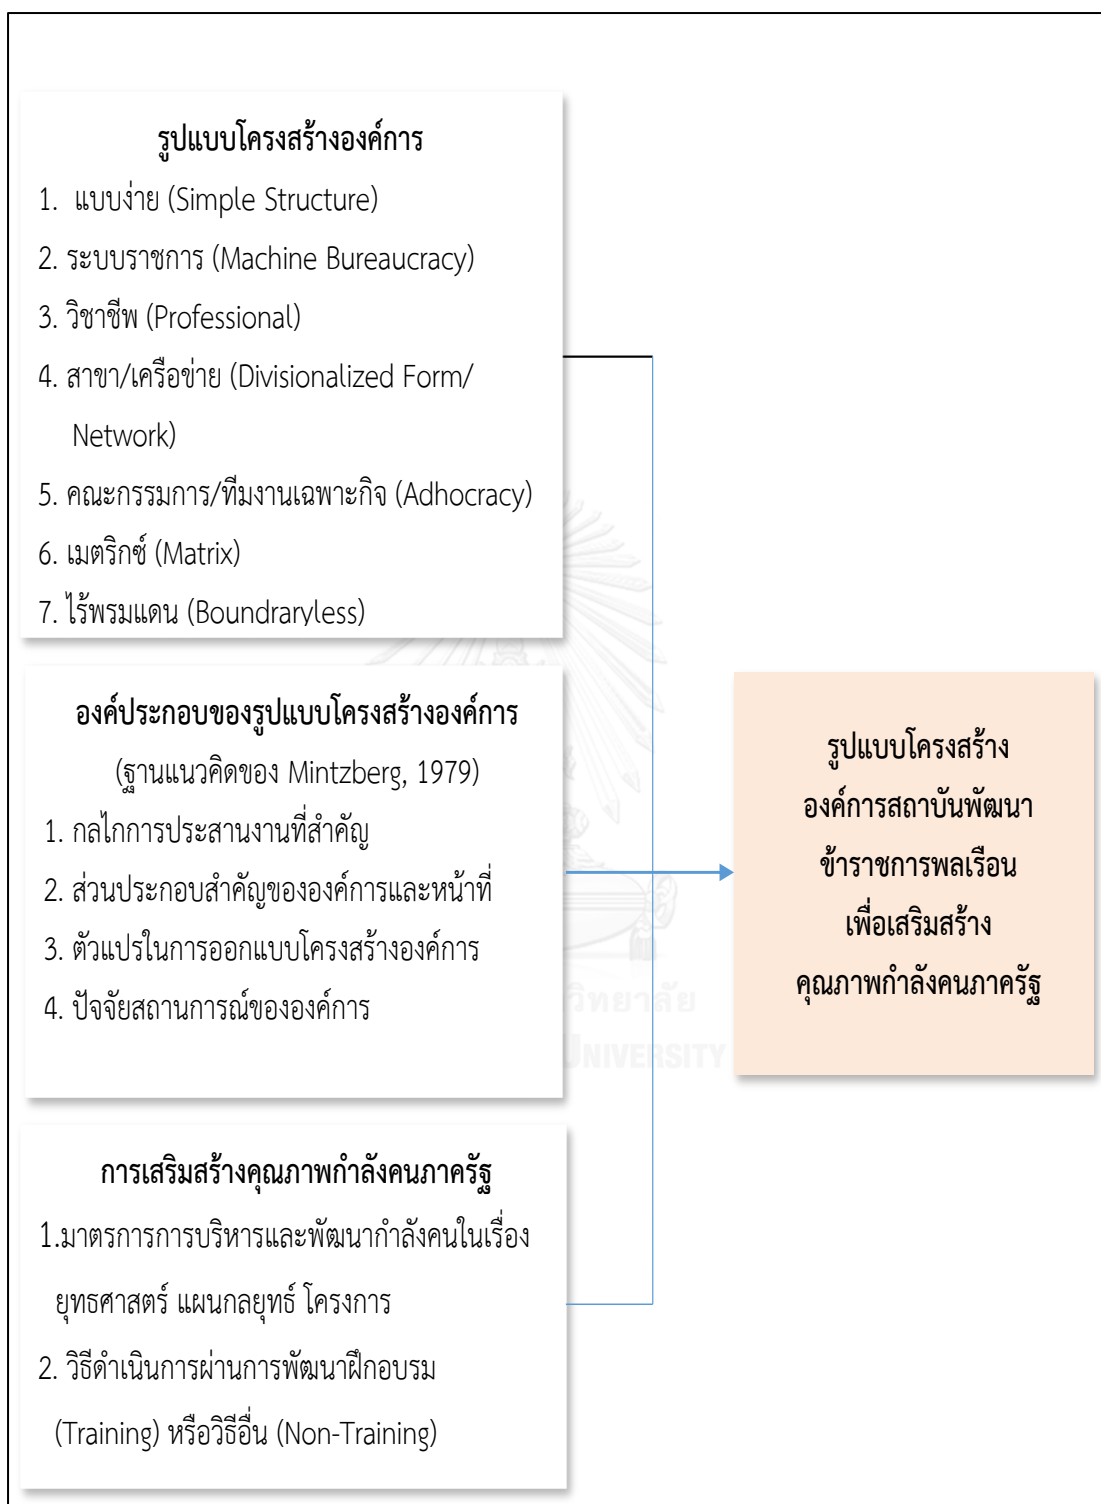 รูปแบบโครงสร้างองค์การ
1. แบบง่าย (Simple Structure)
2. ระบบราชการ (Machine Bureaucracy)
3. วิชาชีพ (Professional)
4. สาขา/เครือข่าย (Divisionalized Form/
Network)
5. คณะกรรมการ/ทีมงานเฉพาะกิจ (Adhocracy)
6. เมตริกซ์ (Matrix)
7. ไร้พรมแดน (Boundraryless)
องค์ประกอบของรูปแบบโครงสร้างองค์การ
(ฐานแนวคิดของ Mintzberg, 1979)
1. กลไกการประสานงานที่สำคัญ
2. ส่วนประกอบสำคัญขององค์การและหน้าที่
3. ตัวแปรในการออกแบบโครงสร้างองค์การ
4. ปัจจัยสถานการณ์ขององค์การ
การเสริมสร้างคุณภาพกำลังคนภาครัฐ
1.มาตรการการบริหารและพัฒนากำลังคนในเรื่อง
ยุทธศาสตร์ แผนกลยุทธ์ โครงการ
2. วิธีดำเนินการผ่านการพัฒนาฝึกอบรม
(Training) หรือวิธีอื่น (Non-Training)
รูปแบบโครงสร้าง
องค์การสถาบันพัฒนา
ข้าราชการพลเรือน
เพื่อเสริมสร้าง
คุณภาพกำลังคนภาครัฐ
วิทยาลัย
UNIVERSITY